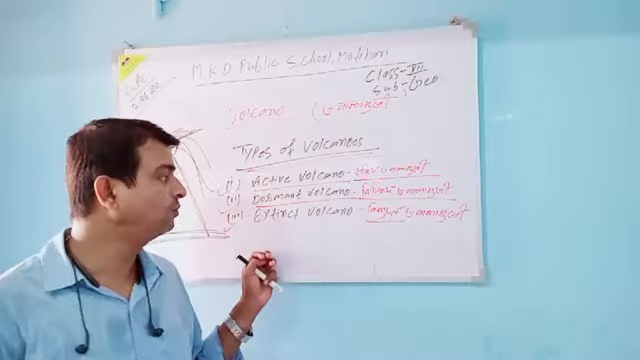 M.K.D Public School, Motihari
Class-VII
Sub-Geo
Volcano (ज्वालामुखी)
Types of Volcanoes
(i) Active volcano - सक्रिय ज्वालामुखी
(ii) Dormant volcano - ज्वालामुखी
(iii) Extinct volcano - ज्वालामुखी